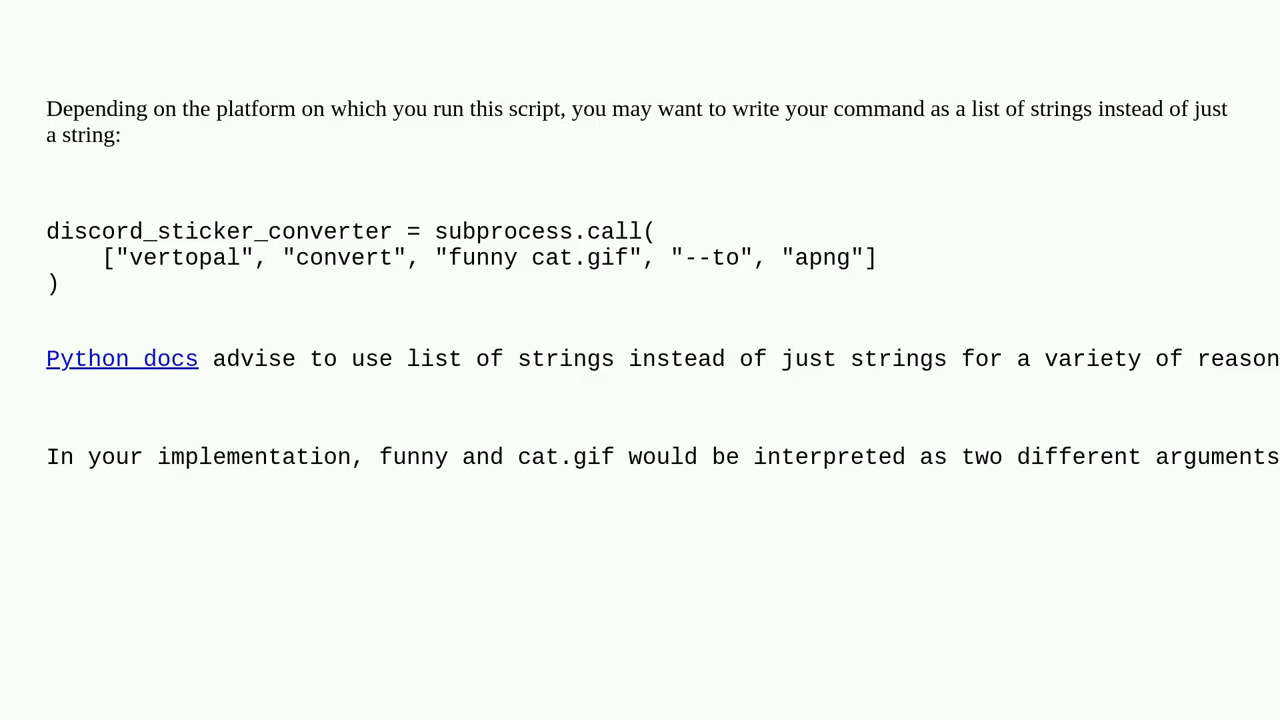 Depending on the platform on which you run this script, you may want to write your command as a list of strings instead of just
a string:
discord_sticker_converter = subprocess.call(
    ["vertopal", "convert", "funny cat.gif", "--to", "apng"]
)
Python docs advise to use list of strings instead of just strings for a variety of reason
In your implementation, funny and cat.gif would be interpreted as two different arguments